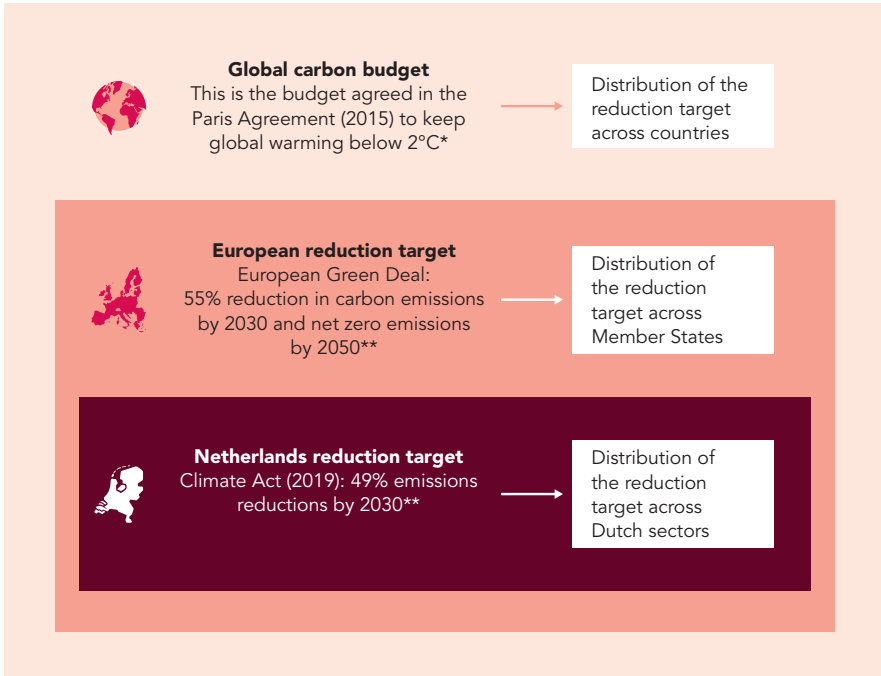 Global carbon budget
This is the budget agreed in the
Paris Agreement (2015) to keep
global warming below 2°C*
Distribution of the
reduction target
across countries
European reduction target
European Green Deal:
55% reduction in carbon emissions
by 2030 and net zero emissions
by 2050**
Distribution of
the reduction
target across
Member States
Netherlands reduction target
Climate Act (2019): 49% emissions
reductions by 2030**
Distribution of
the reduction
target across
Dutch sectors